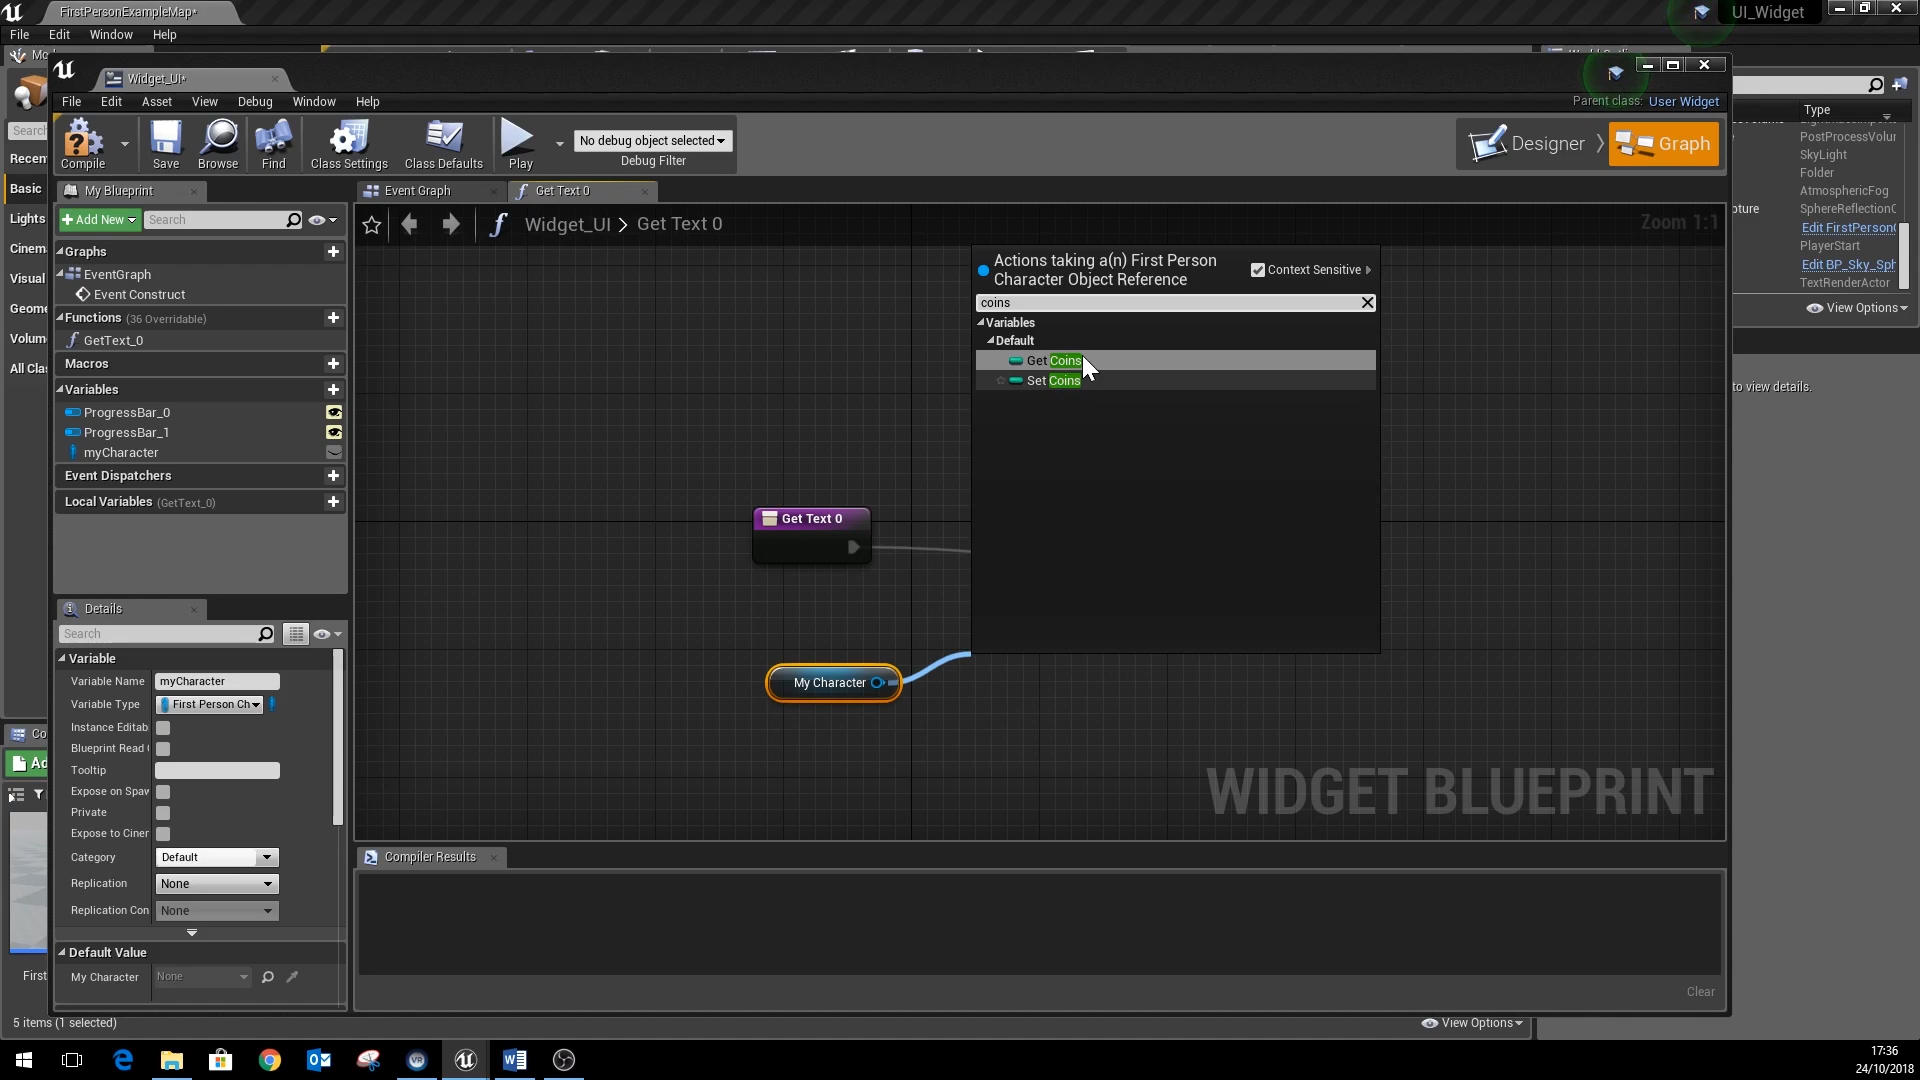 FirstPersonExampleMap*
UI_Widget
File Edit Window Help
Widget_UI*
File Edit Asset View Debug Window Help
Parent class: User Widget
Compile Save Browse Find Class Settings Class Defaults Play
No debug object selected
Debug Filter
Designer Graph
Type
PostProcessVolu
SkyLight
Folder
AtmosphericFog
SphereReflection
Edit FirstPerson
PlayerStart
Edit BP_Sky_Sph
TextRenderActor
View Options
to view details.
Search
Recen
Basic
Lights
Cinem
Visual
Geome
Volum
All Clas
My Blueprint
Add New
Search
Graphs
EventGraph
Event Construct
Functions (36 Overridable)
GetText_0
Macros
Variables
ProgressBar_0
ProgressBar_1
myCharacter
Event Dispatchers
Local Variables (GetText_0)
Event Graph Get Text 0
Widget_UI > Get Text 0
Zoom 1:1
Actions taking a(n) First Person
Character Object Reference
Context Sensitive
coins
Variables
Default
Get Coins
Set Coins
Get Text 0
My Character
WIDGET BLUEPRINT
Details
Search
Variable
Variable Name myCharacter
Variable Type First Person Ch
Instance Editab
Blueprint Read
Tooltip
Expose on Spaw
Private
Expose to Ciner
Category Default
Replication None
Replication Con None
Default Value
My Character None
Compiler Results
Clear
First
5 items (1 selected)
View Options
17:36
24/10/2018